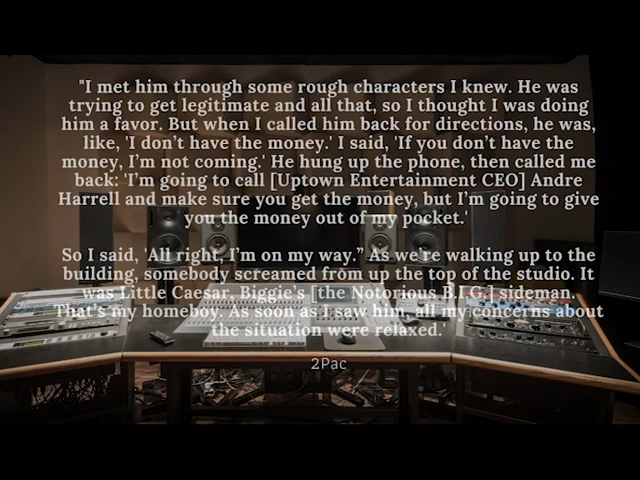 "I met him through some rough characters I knew. He was
trying to get legitimate and all that, so I thought I was doing
him a favor. But when I called him back for directions, he was,
like, 'I don’t have the money.' I said, 'If you don’t have the
money, I’m not coming.' He hung up the phone, then called me
back: 'I’m going to call [Uptown Entertainment CEO] Andre
Harrell and make sure you get the money, but I’m going to give
you the money out of my pocket.'
So I said, 'All right, I’m on my way.” As we’re walking up to the
building, somebody screamed from up the top of the studio. It
was Little Caesar, Biggie’s [the Notorious B.I.G.] sideman.
That’s my homeboy. As soon as I saw him, all my concerns about
the situation were relaxed.'
2Pac